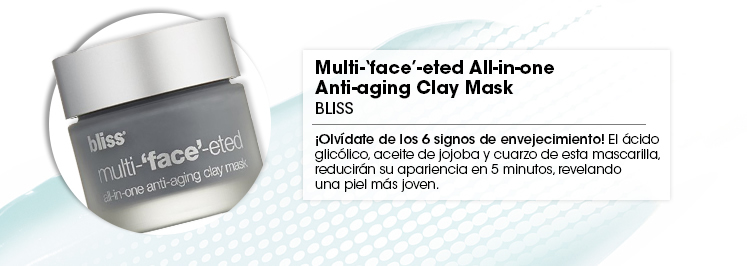 bliss®
multi-‘face’-eted
all-in-one anti-aging clay mask
Multi-‘face’-eted All-in-one
Anti-aging Clay Mask
BLISS
¡Olvídate de los 6 signos de envejecimiento! El ácido
glicólico, aceite de jojoba y cuarzo de esta mascarilla,
reducirán su apariencia en 5 minutos, revelando
una piel más joven.